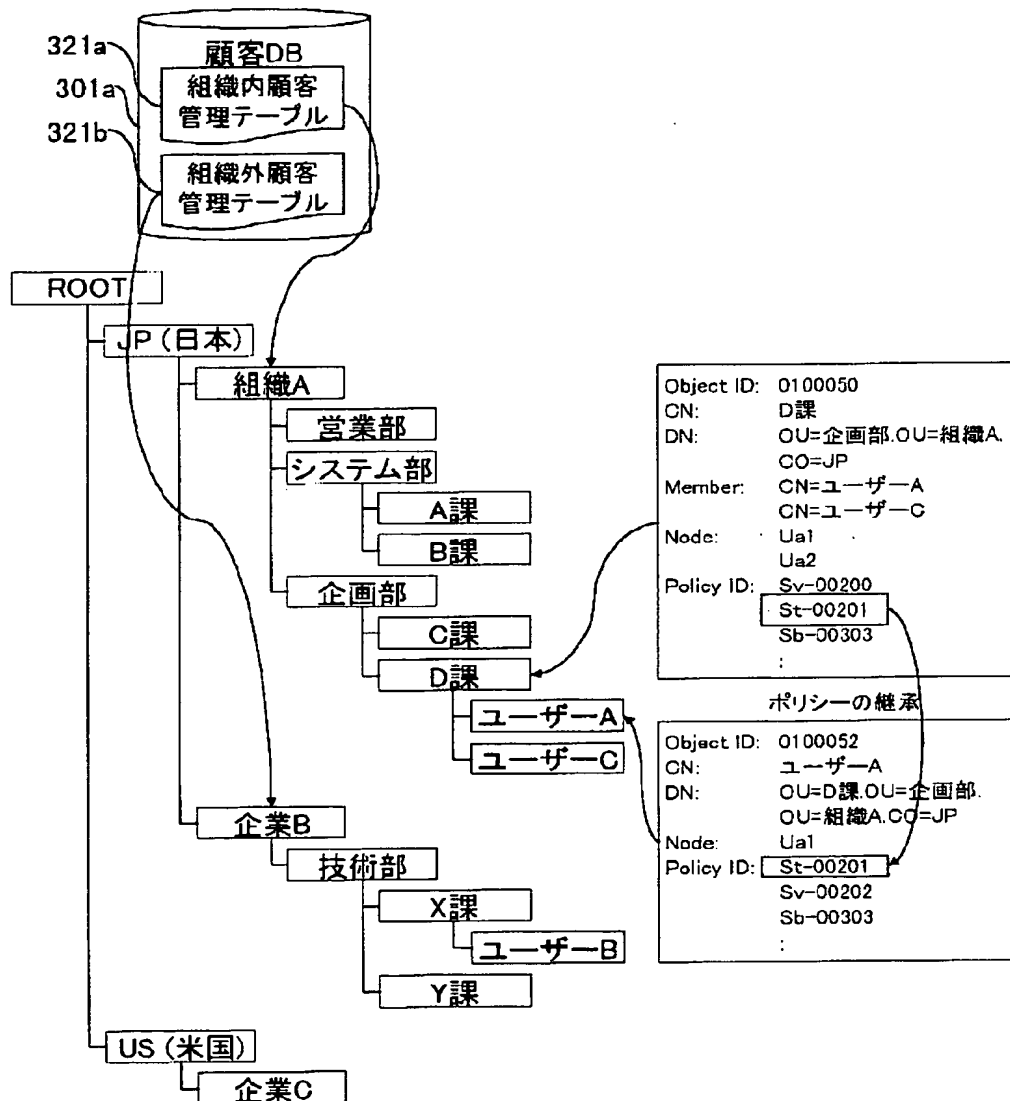 321a
301a
321b
顧客DB
組織内顧客
管理テーブル
組織外顧客
管理テーブル
ROOT
JP(日本)
組織A
営業部
システム部
A課
B課
企画部
C課
D課
ユーザーA
ユーザーC
企業B
技術部
X課
ユーザーB
Y課
US(米国)
企業C
Object ID: 0100050
CN: D課
DN: OU=企画部.OU=組織A.
CO=JP
Member: CN=ユーザーA
CN=ユーザーC
Node: Ua1
Ua2
Policy ID: Sv-00200
St-00201
Sb-00303
:
ポリシーの継承
Object ID: 0100052
CN: ユーザーA
DN: OU=D課.OU=企画部.
OU=組織A.CO=JP
Node: Ua1
Policy ID: St-00201
Sv-00202
Sb-00303
: